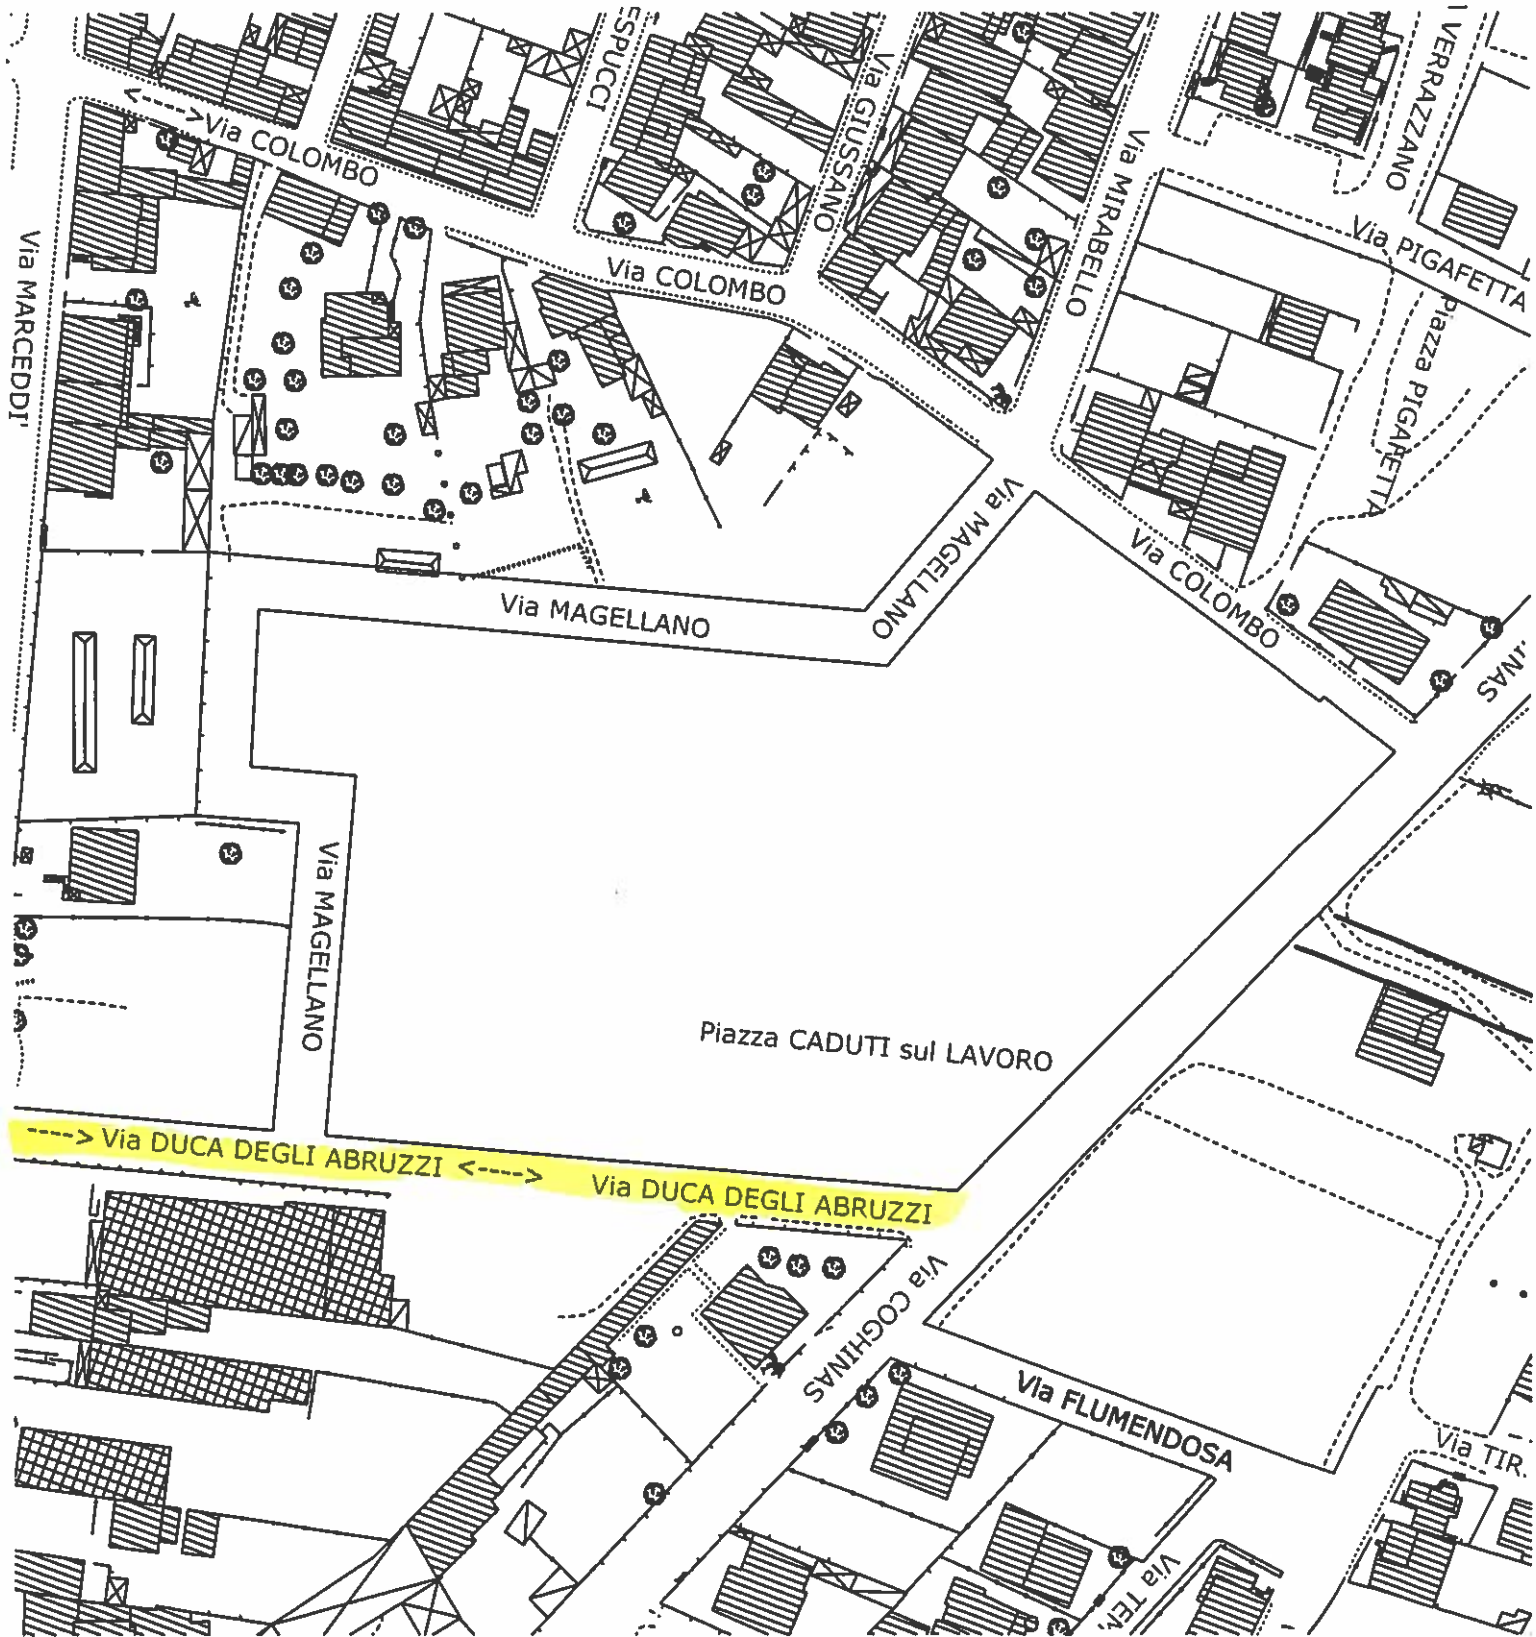 VERRAZZANO
<---->Via COLOMBO
Via GIUSSANO
Via MIRABELLO
Via PIGAFETTA
Via MARCEDDI'
Via COLOMBO
Piazza PIGAFETTA
Via MAGELLANO
Via COLOMBO
Via MAGELLANO
Via MAGELLANO
Piazza CADUTI sul LAVORO
----> Via DUCA DEGLI ABRUZZI <---->
Via DUCA DEGLI ABRUZZI
Via COGHINAS
Via FLUMENDOSA